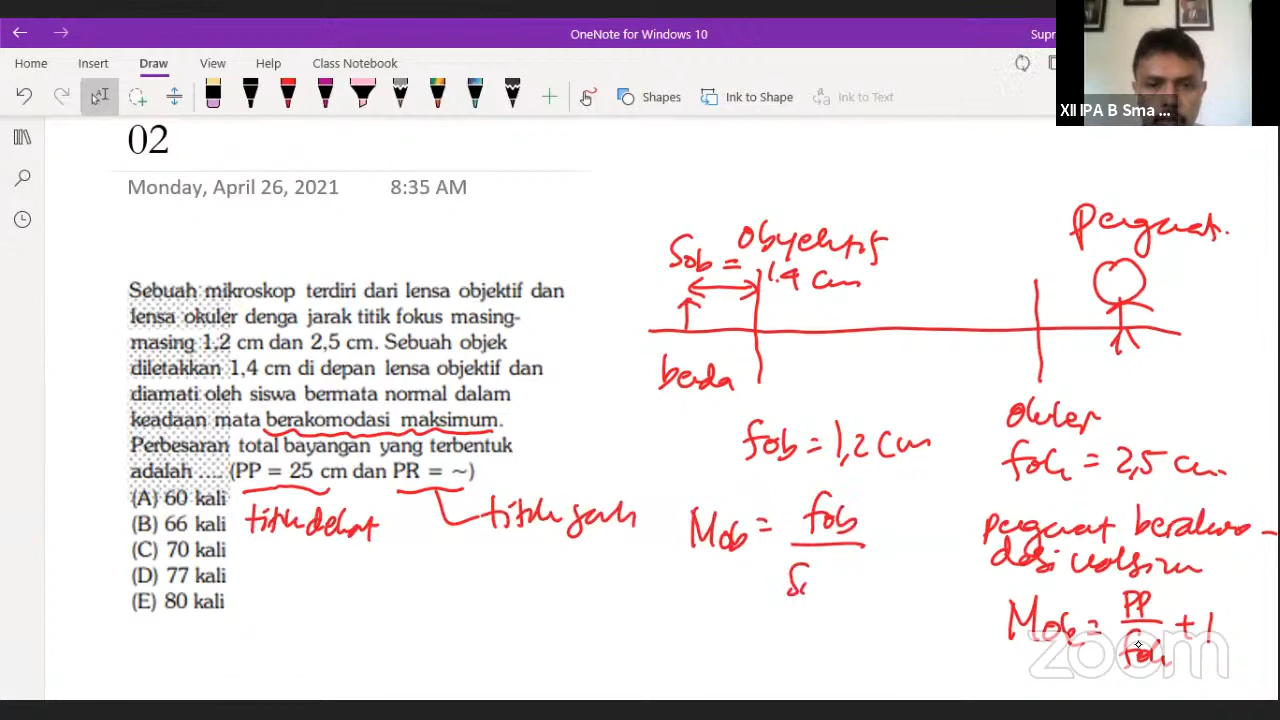 OneNote for Windows 10
Supr
Home Insert Draw View Help Class Notebook
Shapes Ink to Shape Ink to Text
XII IPA B Sma ...
02
Monday, April 26, 2021 8:35 AM
Sebuah mikroskop terdiri dari lensa objektif dan
lensa okuler denga jarak titik fokus masing-
masing 1,2 cm dan 2,5 cm. Sebuah objek
diletakkan 1,4 cm di depan lensa objektif dan
diamati oleh siswa bermata normal dalam
keadaan mata berakomodasi maksimum.
Perbesaran total bayangan yang terbentuk
adalah .... (PP = 25 cm dan PR = ~)
(A) 60 kali
(B) 66 kali
(C) 70 kali
(D) 77 kali
(E) 80 kali
titik dekat
titik jauh
Obyektif
Sob =
1.4 cm
benda
fob = 1,2 cm
Mob = fob
S
Pengamat.
okuler
fok = 2,5 cm
pengamat berakomo-
dasi
Mok = PP + 1
fok
zoom